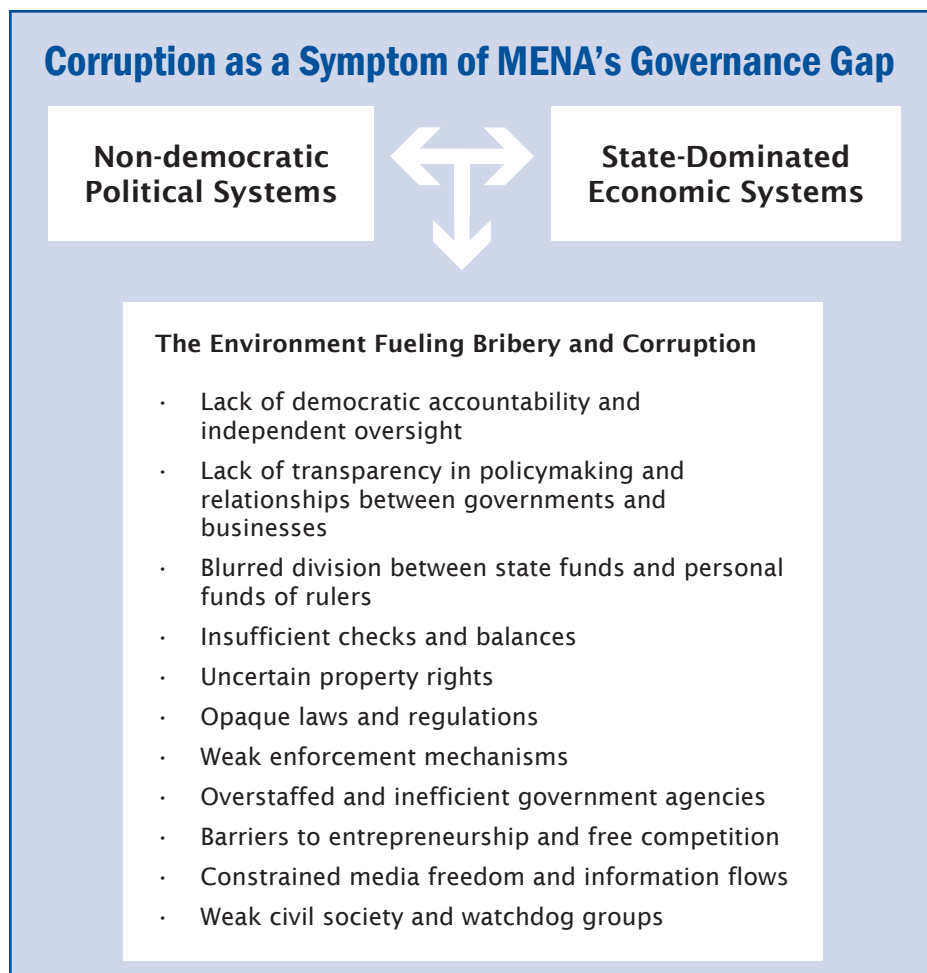 Corruption as a Symptom of MENA's Governance Gap
Non-democratic
Political Systems
State-Dominated
Economic Systems
The Environment Fueling Bribery and Corruption
· Lack of democratic accountability and
independent oversight
· Lack of transparency in policymaking and
relationships between governments and
businesses
· Blurred division between state funds and personal
funds of rulers
· Insufficient checks and balances
· Uncertain property rights
· Opaque laws and regulations
· Weak enforcement mechanisms
· Overstaffed and inefficient government agencies
· Barriers to entrepreneurship and free competition
· Constrained media freedom and information flows
· Weak civil society and watchdog groups